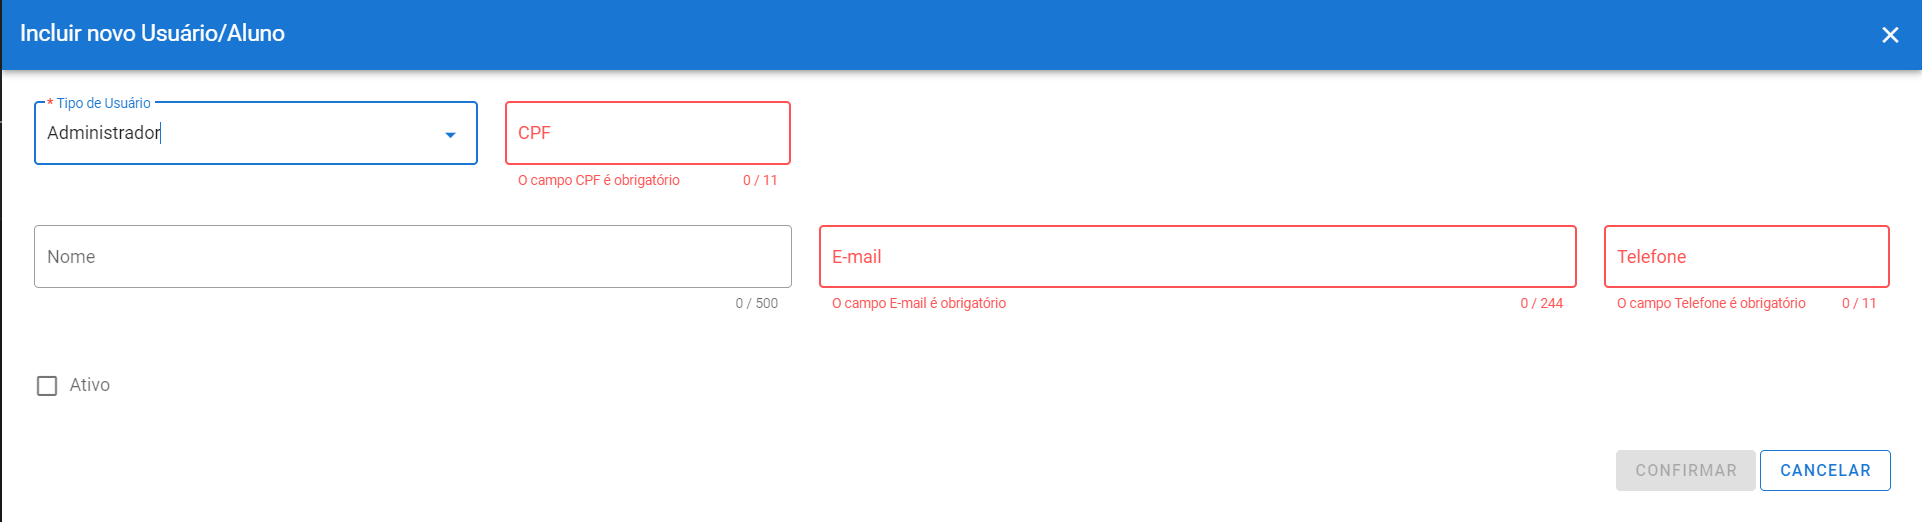 Incluir novo Usuário/Aluno
* Tipo de Usuário
Administrador
CPF
O campo CPF é obrigatório 0 / 11
Nome
0 / 500
E-mail
O campo E-mail é obrigatório 0 / 244
Telefone
O campo Telefone é obrigatório 0 / 11
Ativo
CONFIRMAR CANCELAR